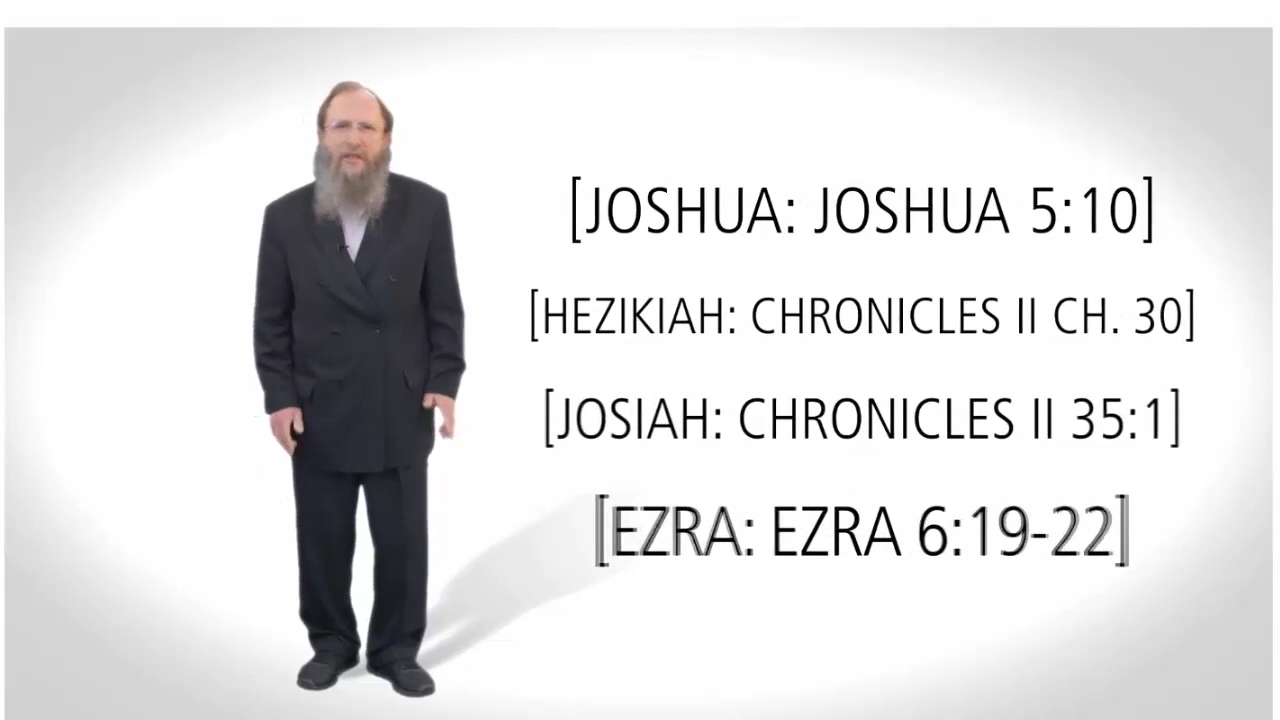 [JOSHUA: JOSHUA 5:10]
[HEZIKIAH: CHRONICLES II CH. 30]
[JOSIAH: CHRONICLES II 35:1]
[EZRA: EZRA 6:19-22]